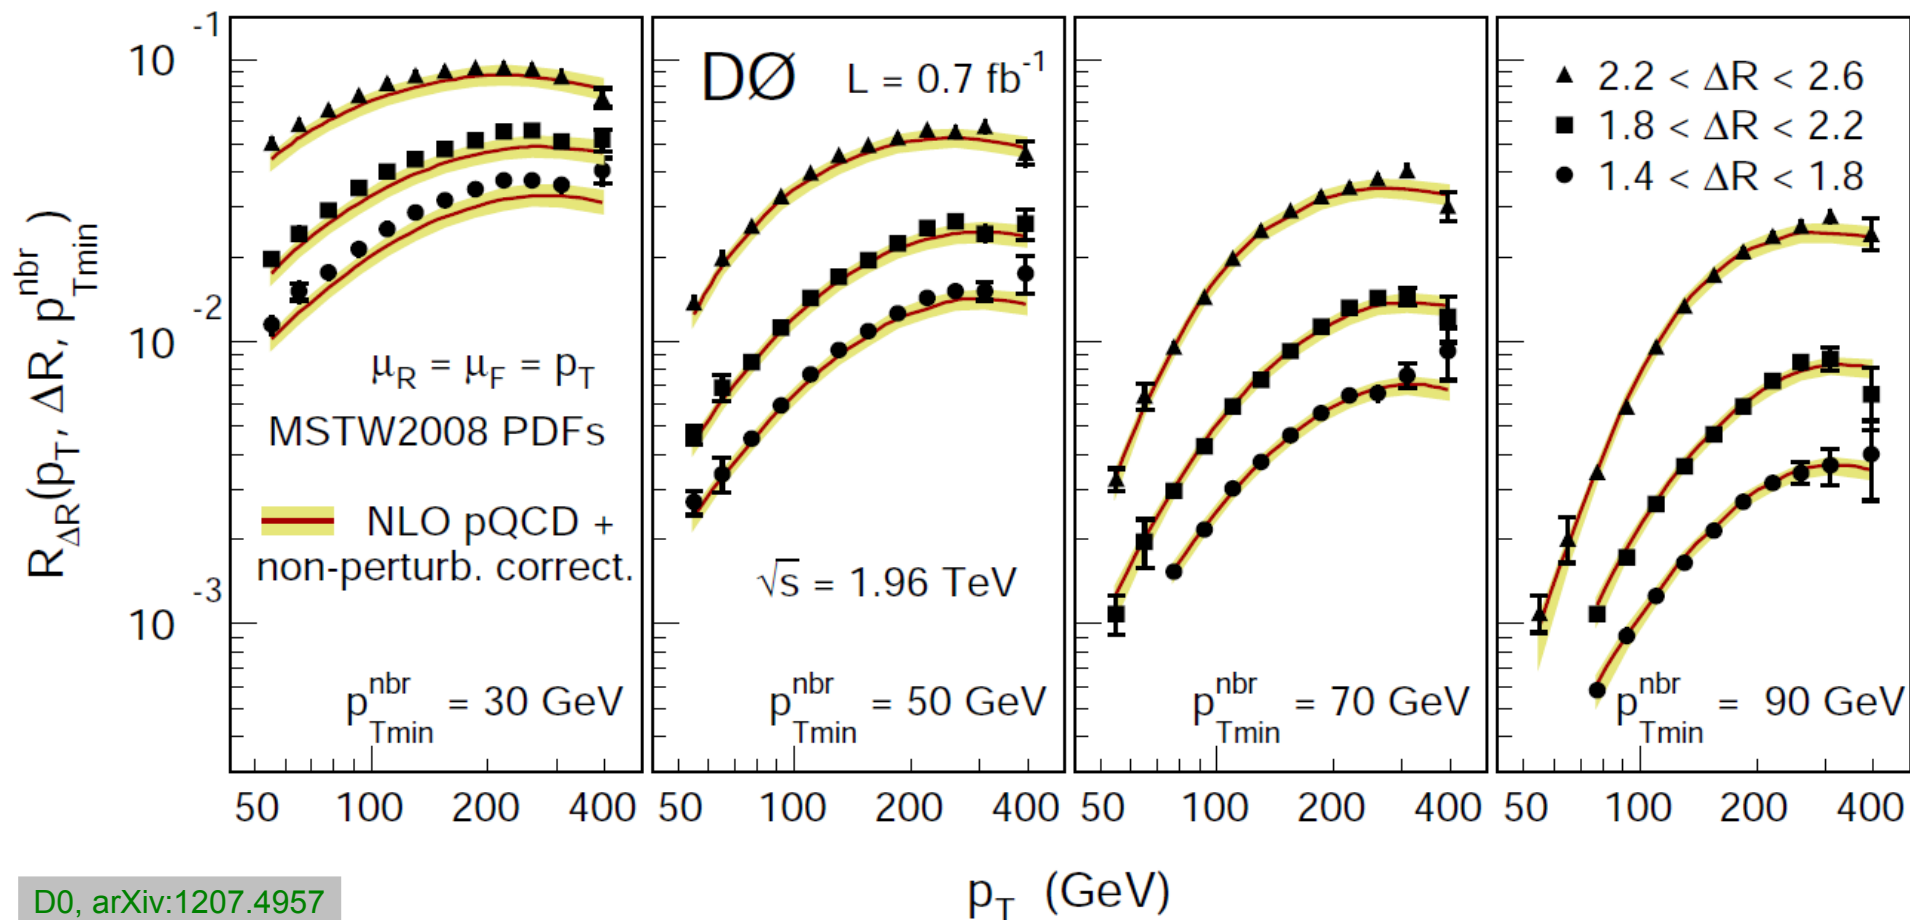 R_ΔR(p_T, ΔR, p^nbr_Tmin)
10^-1
10^-2
10^-3
μ_R = μ_F = p_T
MSTW2008 PDFs
NLO pQCD +
non-perturb. correct.
p^nbr_Tmin = 30 GeV
DØ L = 0.7 fb^-1
√s = 1.96 TeV
p^nbr_Tmin = 50 GeV
p^nbr_Tmin = 70 GeV
2.2 < ΔR < 2.6
1.8 < ΔR < 2.2
1.4 < ΔR < 1.8
p^nbr_Tmin = 90 GeV
50 100 200 400 50 100 200 400 50 100 200 400 50 100 200 400
p_T (GeV)
D0, arXiv:1207.4957